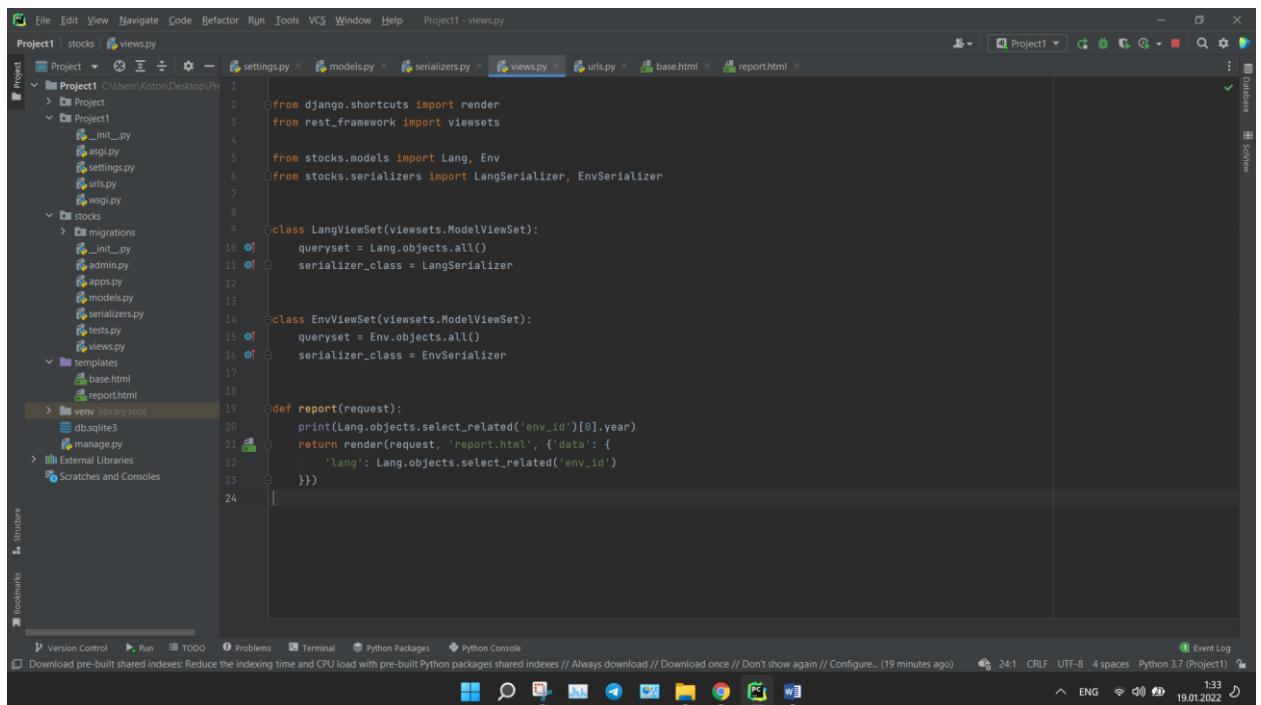 File Edit View Navigate Code Refactor Run Tools VCS Window Help Project1 - views.py
Project1 stocks views.py Project1
Project settings.py models.py serializers.py views.py urls.py base.html report.html
Project1 C:\Users\Kotos\Desktop\Pr
Project
Project1
__init__.py
asgi.py
settings.py
urls.py
wsgi.py
stocks
migrations
__init__.py
admin.py
apps.py
models.py
serializers.py
tests.py
views.py
templates
base.html
report.html
venv library root
db.sqlite3
manage.py
External Libraries
Scratches and Consoles
Project
Structure
Bookmarks
1
2 from django.shortcuts import render
3 from rest_framework import viewsets
4
5 from stocks.models import Lang, Env
6 from stocks.serializers import LangSerializer, EnvSerializer
7
8
9 class LangViewSet(viewsets.ModelViewSet):
10 queryset = Lang.objects.all()
11 serializer_class = LangSerializer
12
13
14 class EnvViewSet(viewsets.ModelViewSet):
15 queryset = Env.objects.all()
16 serializer_class = EnvSerializer
17
18
19 def report(request):
20 print(Lang.objects.select_related('env_id')[0].year)
21 return render(request, 'report.html', {'data': {
22 'lang': Lang.objects.select_related('env_id')
23 }})
24
Database
SciView
Version Control Run TODO Problems Terminal Python Packages Python Console 1 Event Log
Download pre-built shared indexes: Reduce the indexing time and CPU load with pre-built Python packages shared indexes // Always download // Download once // Don't show again // Configure... (19 minutes ago) 24:1 CRLF UTF-8 4 spaces Python 3.7 (Project1)
ENG 1:33
19.01.2022